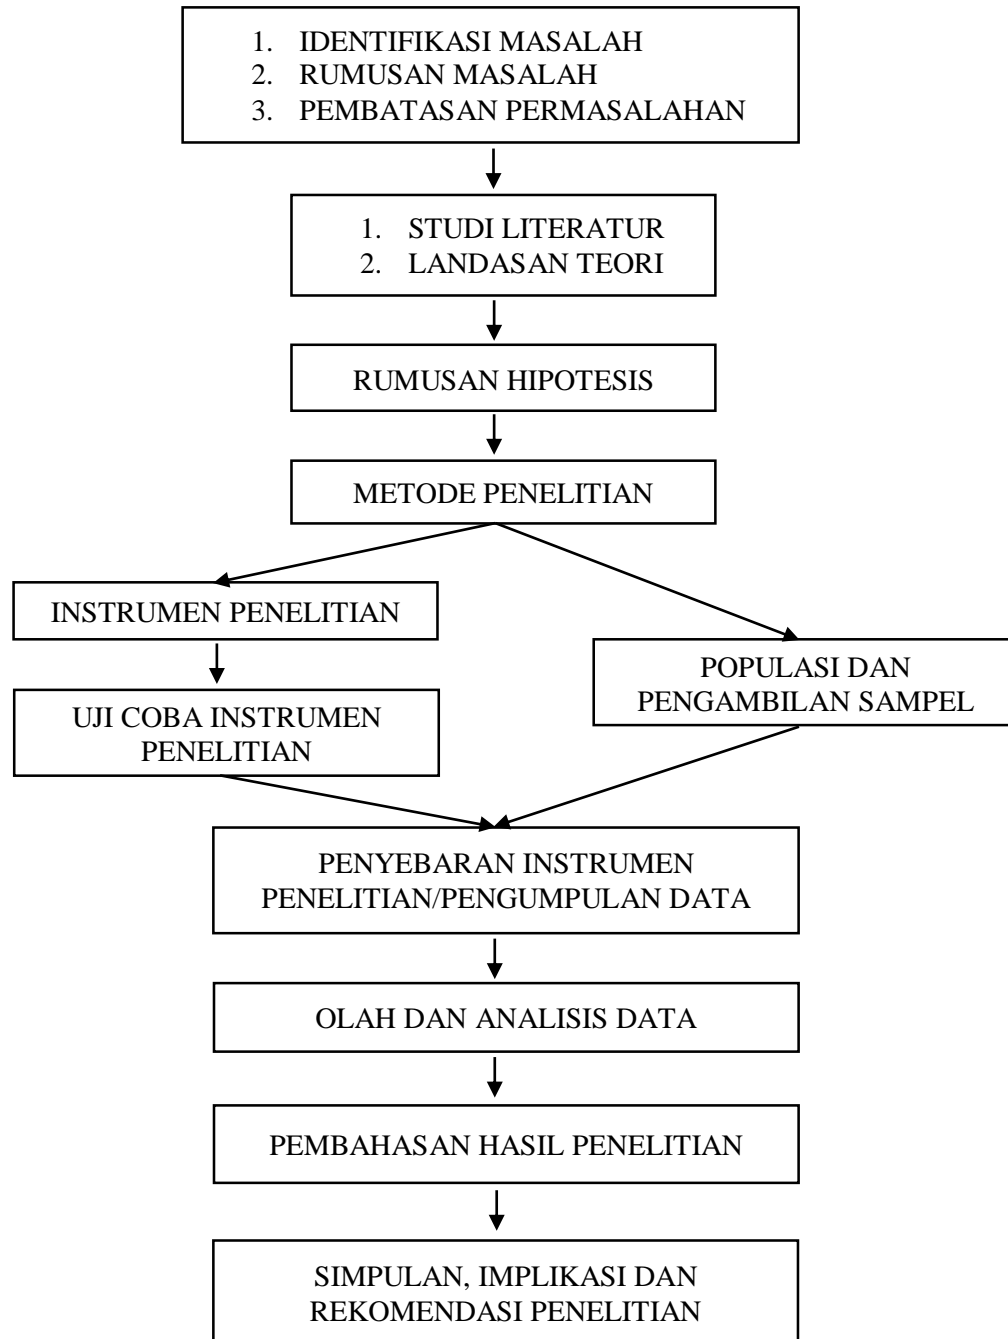 1. IDENTIFIKASI MASALAH
2. RUMUSAN MASALAH
3. PEMBATASAN PERMASALAHAN
1. STUDI LITERATUR
2. LANDASAN TEORI
RUMUSAN HIPOTESIS
METODE PENELITIAN
INSTRUMEN PENELITIAN
UJI COBA INSTRUMEN
PENELITIAN
POPULASI DAN
PENGAMBILAN SAMPEL
PENYEBARAN INSTRUMEN
PENELITIAN/PENGUMPULAN DATA
OLAH DAN ANALISIS DATA
PEMBAHASAN HASIL PENELITIAN
SIMPULAN, IMPLIKASI DAN
REKOMENDASI PENELITIAN